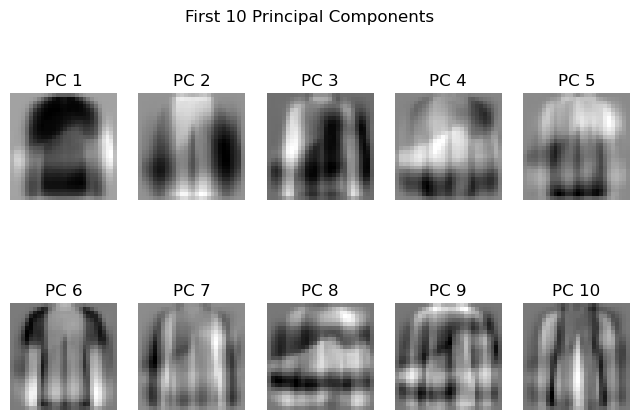 First 10 Principal Components
PC 1 PC 2 PC 3 PC 4 PC 5
PC 6 PC 7 PC 8 PC 9 PC 10